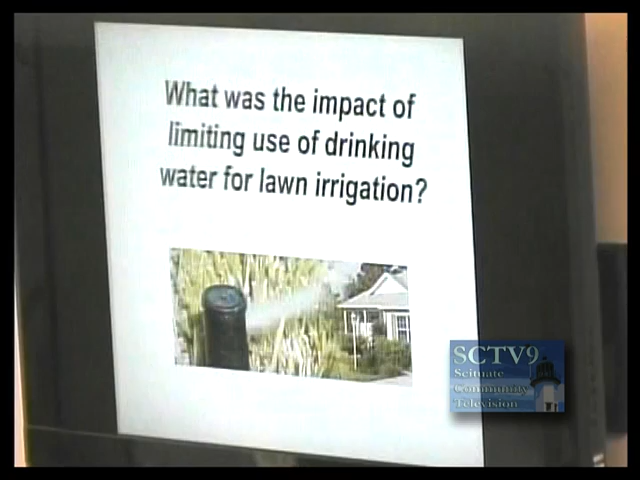 What was the impact of
limiting use of drinking
water for lawn irrigation?
SCTV9
Scituate
Community
Television